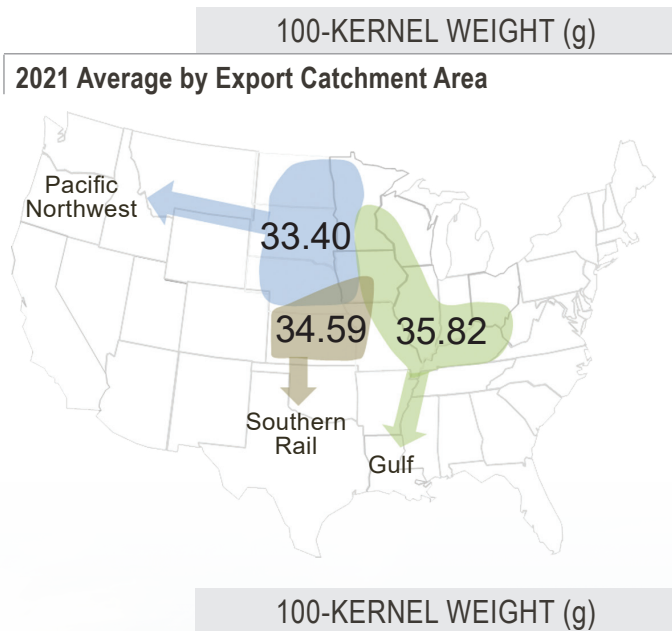 100-KERNEL WEIGHT (g)
2021 Average by Export Catchment Area
Pacific
Northwest
33.40
34.59
35.82
Southern
Rail
Gulf
100-KERNEL WEIGHT (g)